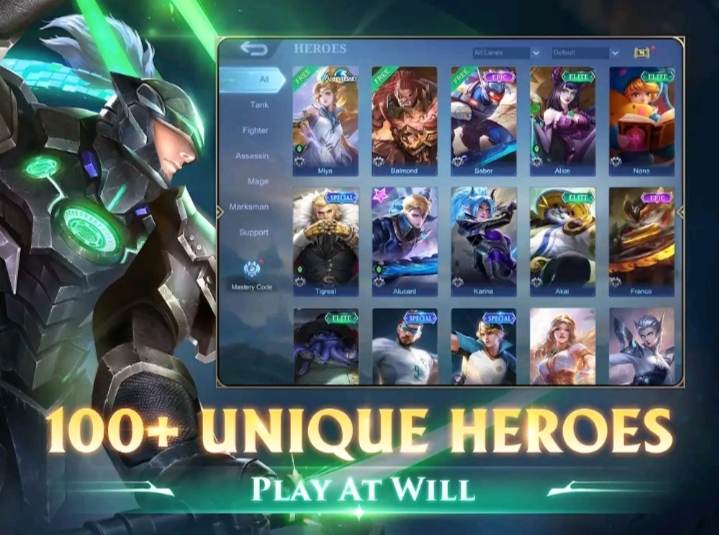 HEROES
All Lanes
Default
All
Tank
Fighter
Assassin
Mage
Marksman
Support
Mastery Code
FREE
Miya
FREE
Balmond
FREE
EPIC
Saber
ELITE
Alice
ELITE
Nana
SPECIAL
Tigreal
Alucard
Karina
ELITE
Akai
EPIC
Franco
ELITE
SPECIAL
SPECIAL
100+ UNIQUE HEROES
PLAY AT WILL